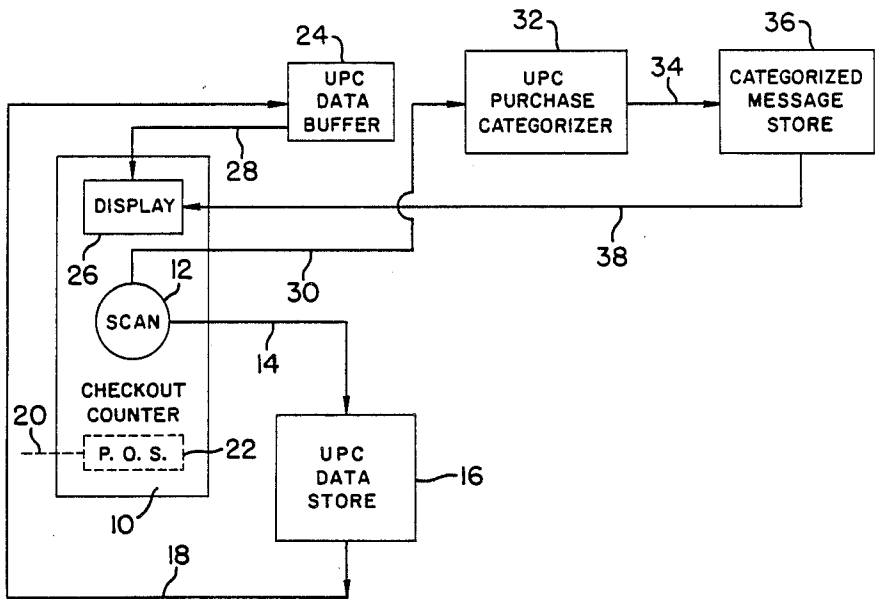 24
32
36
UPC
DATA
BUFFER
UPC
PURCHASE
CATEGORIZER
34
CATEGORIZED
MESSAGE
STORE
28
DISPLAY
26
12
30
38
SCAN
14
CHECKOUT
COUNTER
20
P. O. S.
22
UPC
DATA
STORE
16
10
18